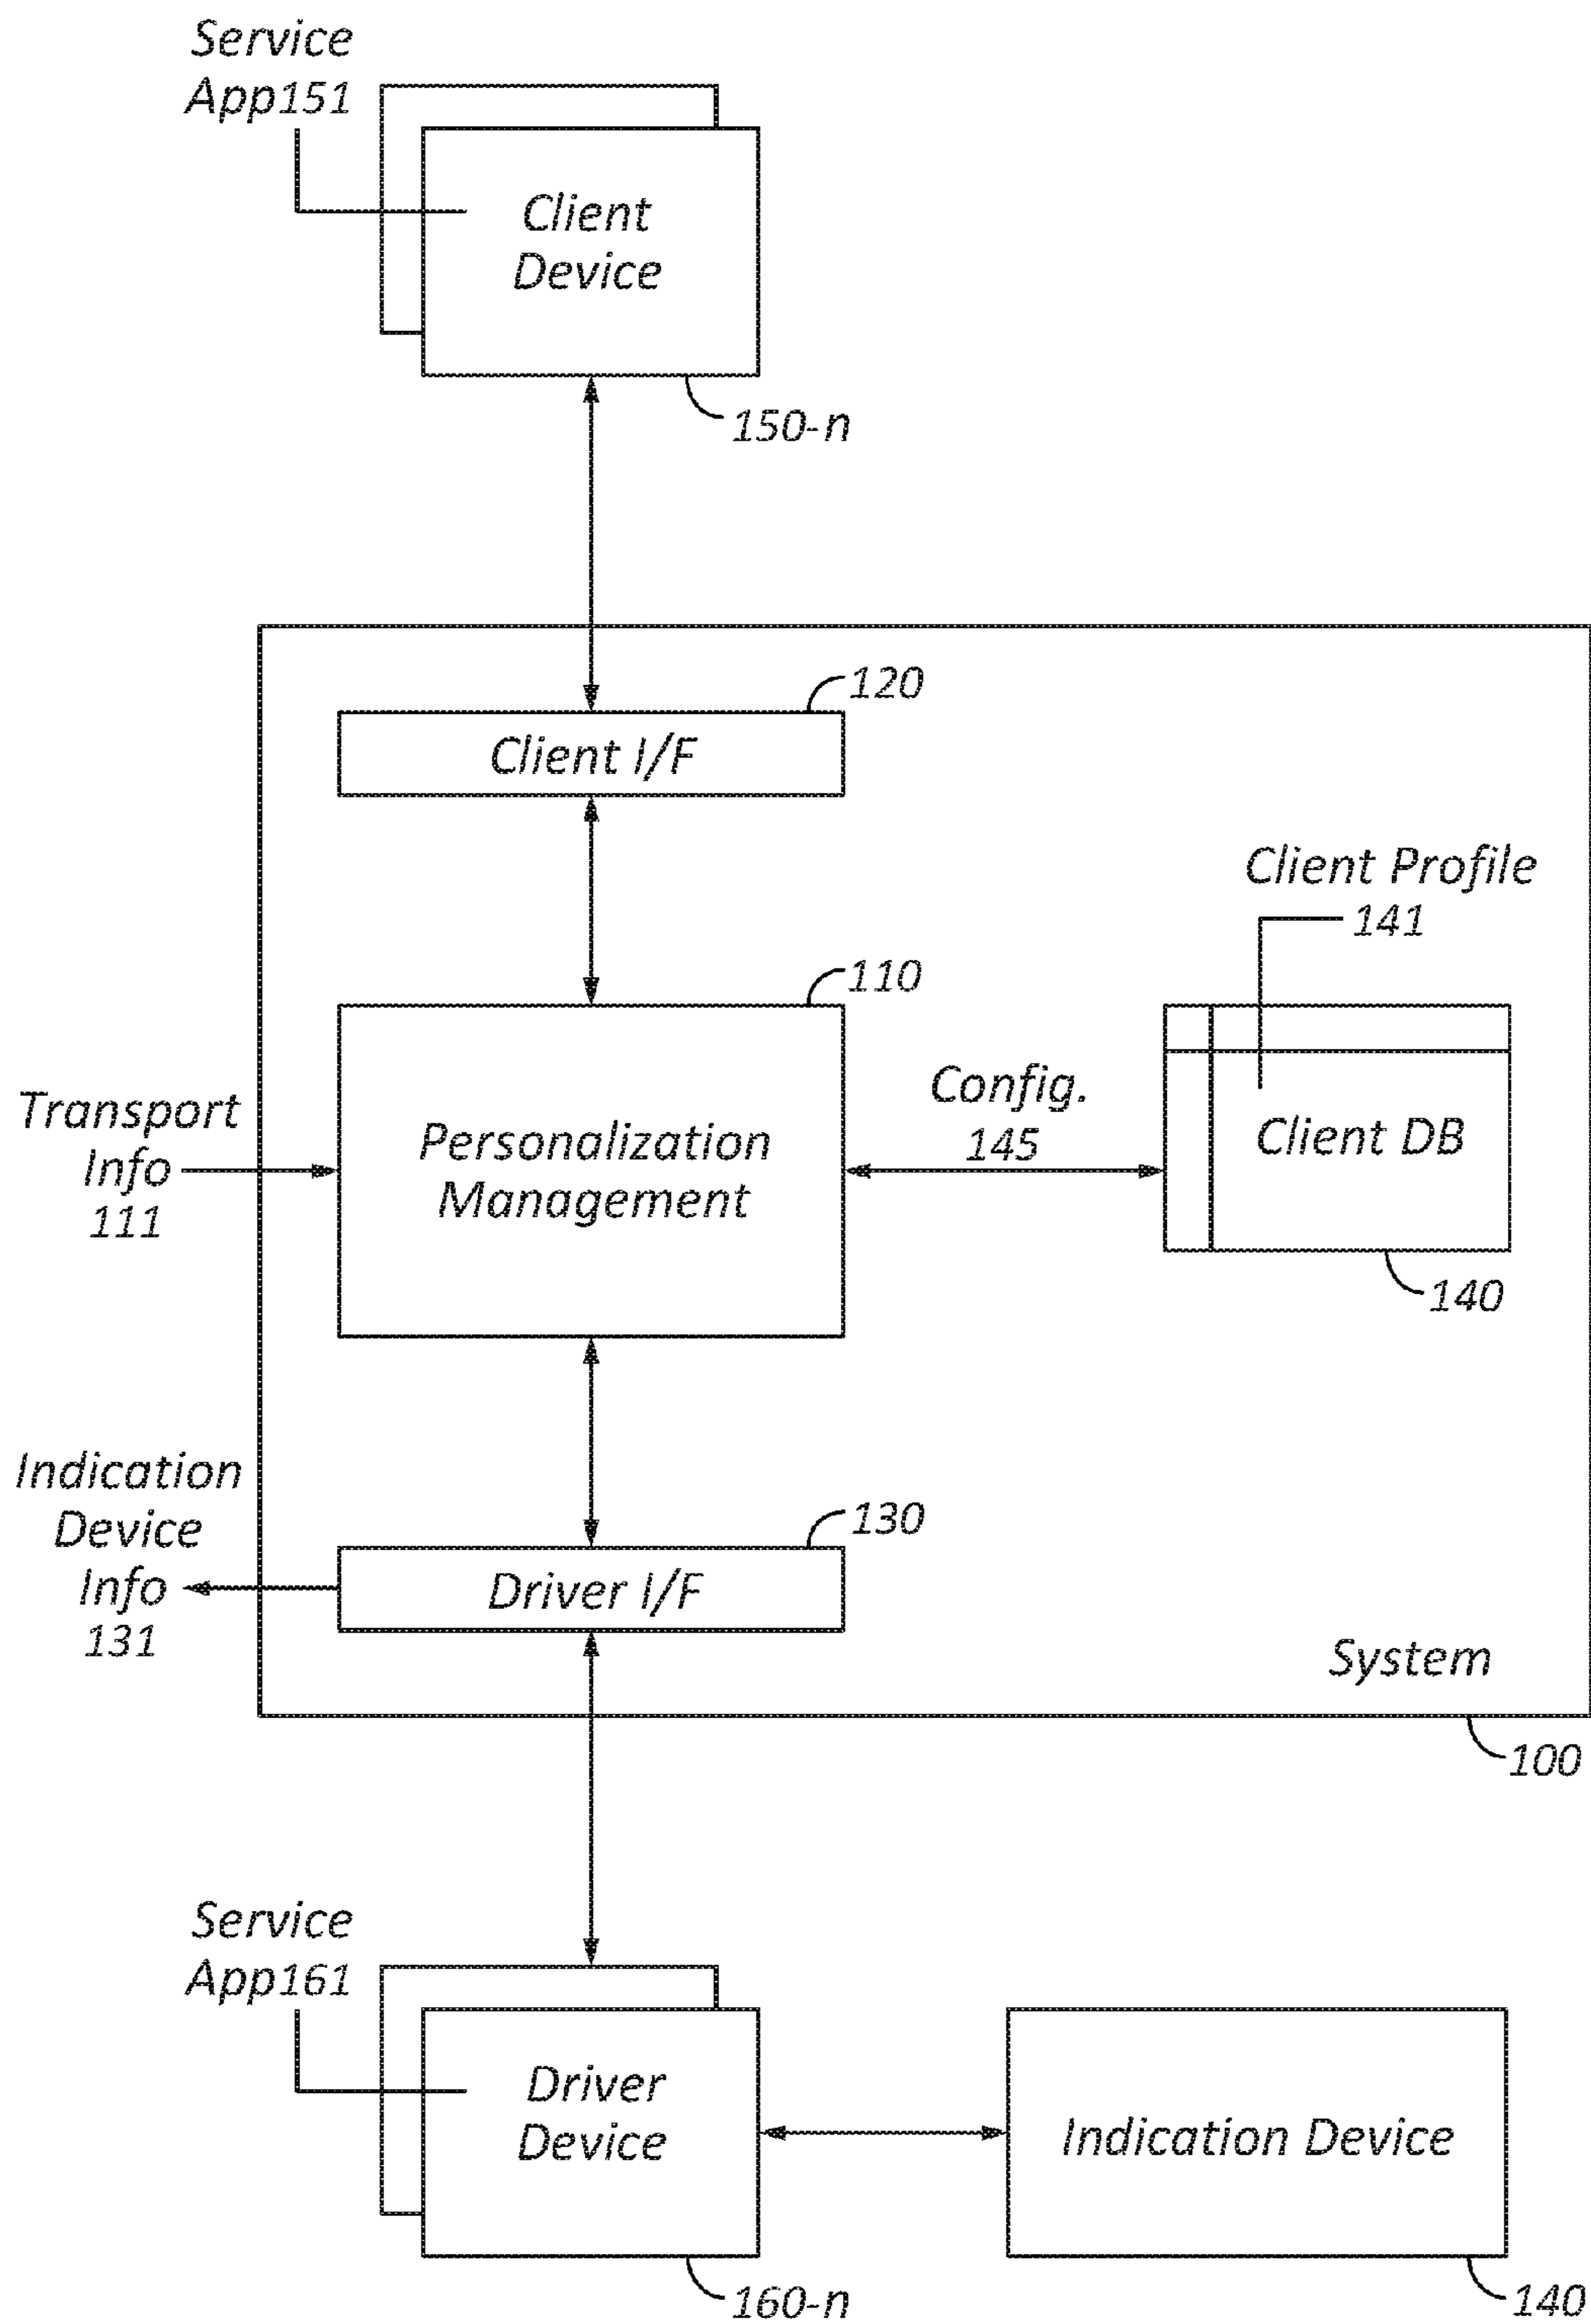 Service
App151
Client
Device
150-n
120
Client I/F
Client Profile
141
110
Transport
Info
111
Personalization
Management
Config.
145
Client DB
140
Indication
Device
Info
131
130
Driver I/F
System
100
Service
App161
Driver
Device
160-n
Indication Device
140